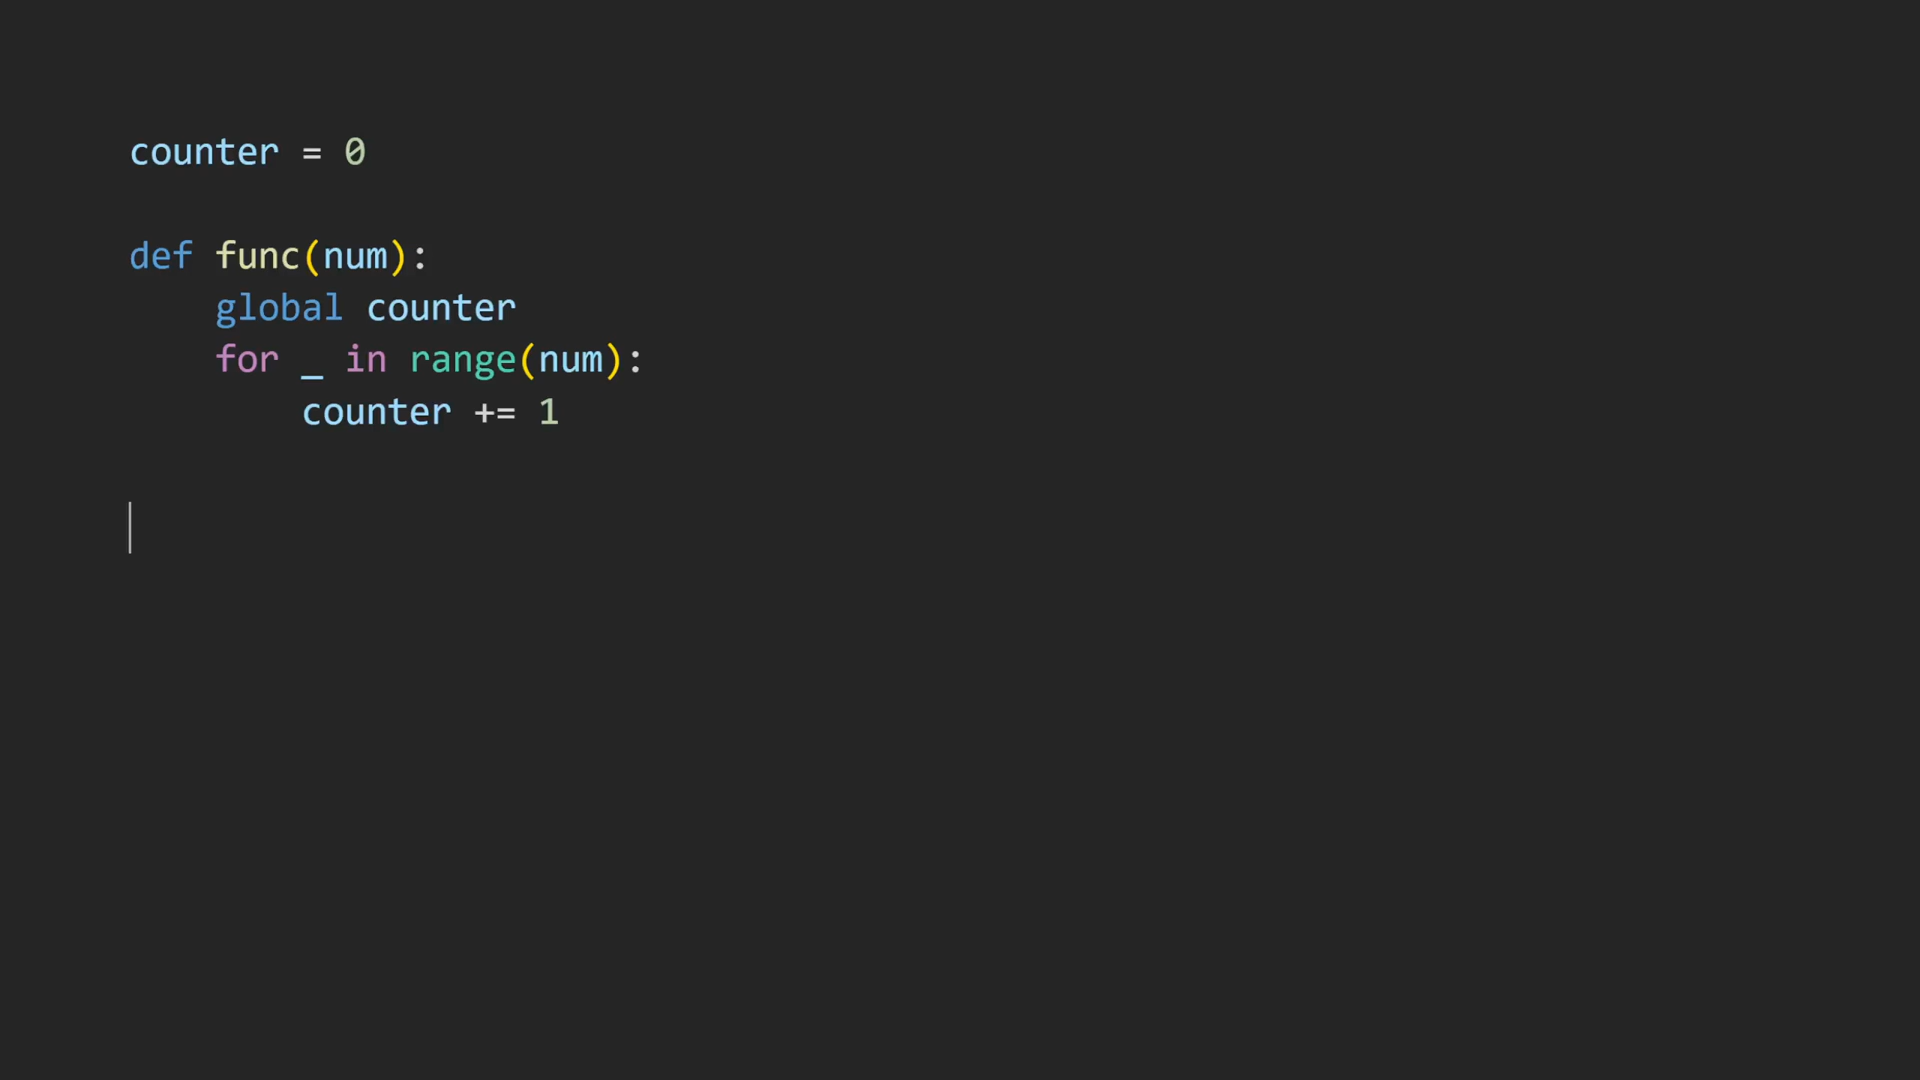 counter = 0
def func(num):
    global counter
    for _ in range(num):
        counter += 1